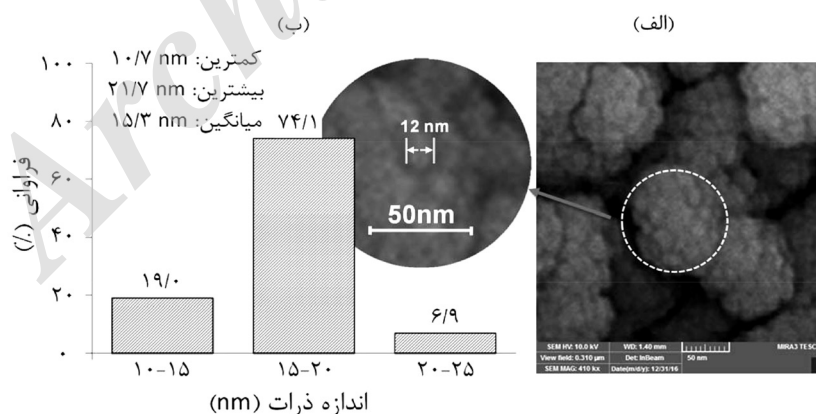 (ب)
(الف)
کمترین: ۱۰/۷ nm
بیشترین: ۲۱/۷ nm
میانگین: ۱۵/۳ nm
۱۰۰
۸۰
۶۰
۴۰
۲۰
۰
فراوانی (٪)
۱۹/۰
۷۴/۱
۶/۹
۱۰-۱۵
۱۵-۲۰
۲۰-۲۵
اندازه ذرات (nm)
12 nm
50nm
SEM HV: 10.0 kV WD: 1.40 mm MIRA3 TESC
View field: 0.310 µm Det: InBeam 50 nm
SEM MAG: 410 kx Date(m/d/y): 12/31/16
Arch